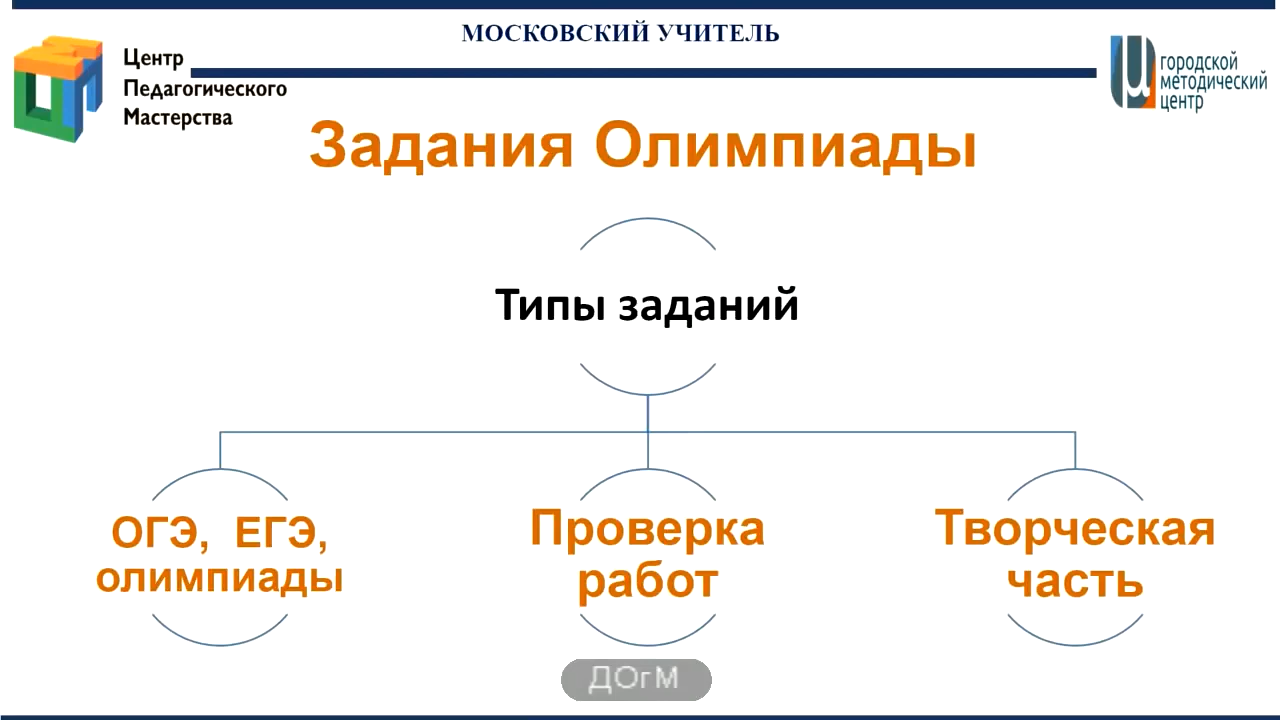 МОСКОВСКИЙ УЧИТЕЛЬ
Центр
Педагогического
Мастерства
городской
методический
центр
Задания Олимпиады
Типы заданий
ОГЭ, ЕГЭ,
олимпиады
Проверка
работ
Творческая
часть
ДОгМ